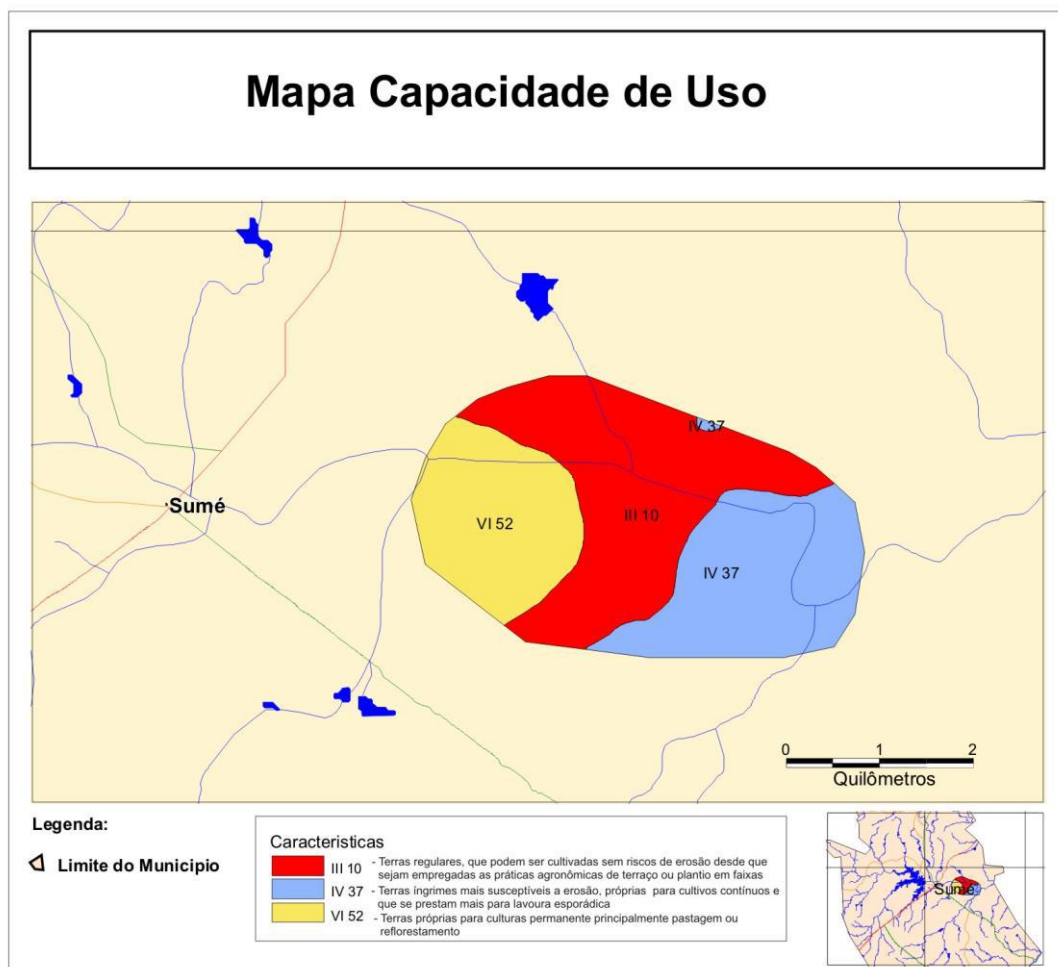 Mapa Capacidade de Uso
IV 37
Sumé
VI 52
III 10
IV 37
0 1 2
Quilômetros
Legenda:
Limite do Municipio
Caracteristicas
III 10 - Terras regulares, que podem ser cultivadas sem riscos de erosão desde que
sejam empregadas as práticas agronômicas de terraço ou plantio em faixas
IV 37 - Terras íngrimes mais susceptíveis a erosão, próprias para cultivos contínuos e
que se prestam mais para lavoura esporádica
VI 52 - Terras próprias para culturas permanente principalmente pastagem ou
reflorestamento
Sumé